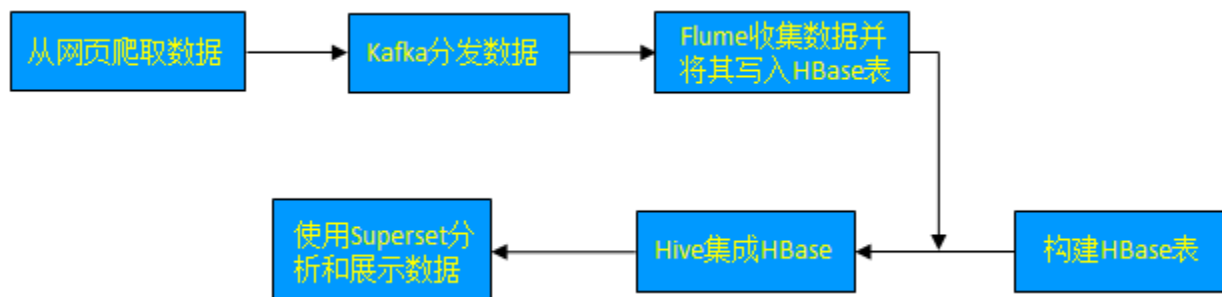 从网页爬取数据
Kafka分发数据
Flume收集数据并
将其写入HBase表
使用Superset分
析和展示数据
Hive集成HBase
构建HBase表